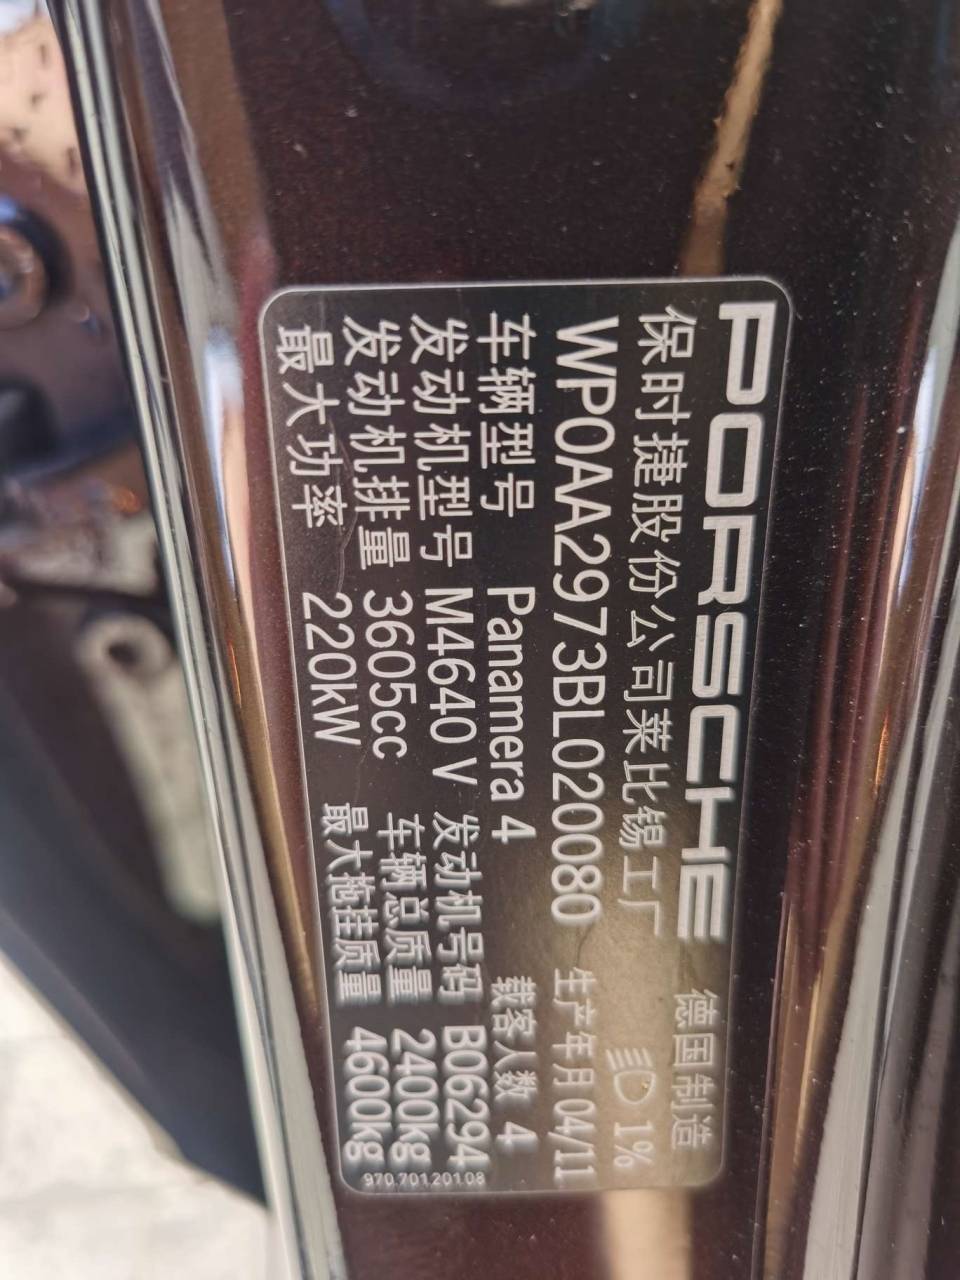 PORSCHE 德国制造
保时捷股份公司莱比锡工厂 1%
WP0AA2973BL020080 生产年月 04/11
车辆型号 Panamera 4 载客人数 4
发动机型号 M4640 V 发动机号码 B06294
发动机排量 3605cc 车辆总质量 2400kg
最大功率 220kW 最大拖挂质量 4600kg
970.701.201.08